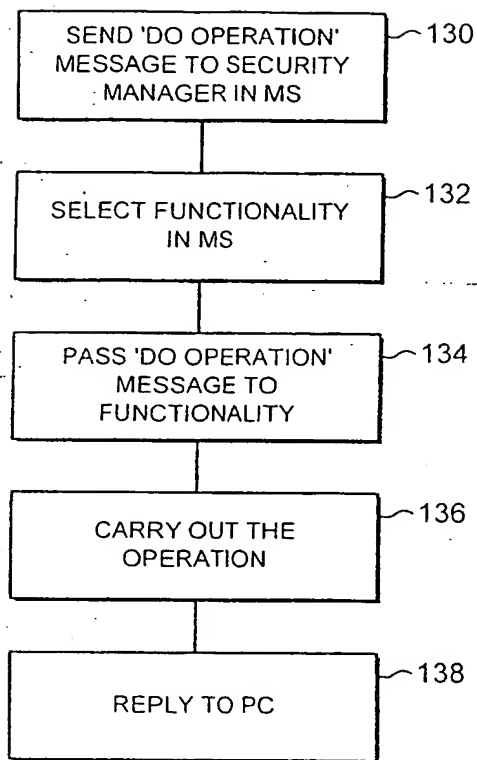 SEND 'DO OPERATION'
MESSAGE TO SECURITY
MANAGER IN MS
130
SELECT FUNCTIONALITY
IN MS
132
PASS 'DO OPERATION'
MESSAGE TO
FUNCTIONALITY
134
CARRY OUT THE
OPERATION
136
REPLY TO PC
138